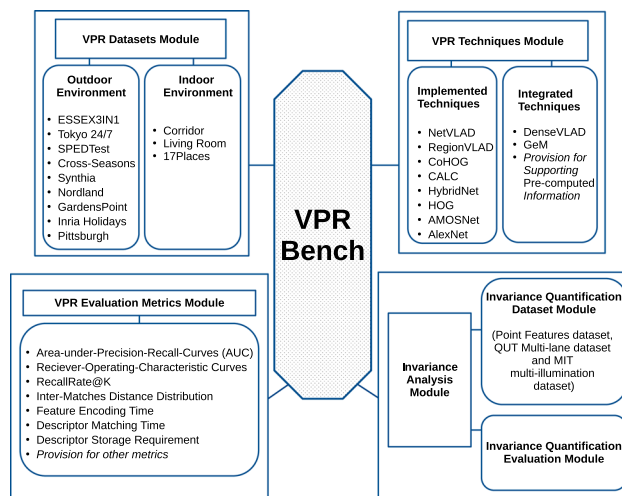 VPR Datasets Module
Outdoor
Environment
• ESSEX3IN1
• Tokyo 24/7
• SPEDTest
• Cross-Seasons
• Synthia
• Nordland
• GardensPoint
• Inria Holidays
• Pittsburgh
Indoor
Environment
• Corridor
• Living Room
• 17Places
VPR
Bench
VPR Techniques Module
Implemented
Techniques
• NetVLAD
• RegionVLAD
• CoHOG
• CALC
• HybridNet
• HOG
• AMOSNet
• AlexNet
Integrated
Techniques
• DenseVLAD
• GeM
• Provision for
Supporting
Pre-computed
Information
VPR Evaluation Metrics Module
• Area-under-Precision-Recall-Curves (AUC)
• Reciever-Operating-Characteristic Curves
• RecallRate@K
• Inter-Matches Distance Distribution
• Feature Encoding Time
• Descriptor Matching Time
• Descriptor Storage Requirement
• Provision for other metrics
Invariance
Analysis
Module
Invariance Quantification
Dataset Module
(Point Features dataset,
QUT Multi-lane dataset
and MIT
multi-illumination
dataset)
Invariance Quantification
Evaluation Module